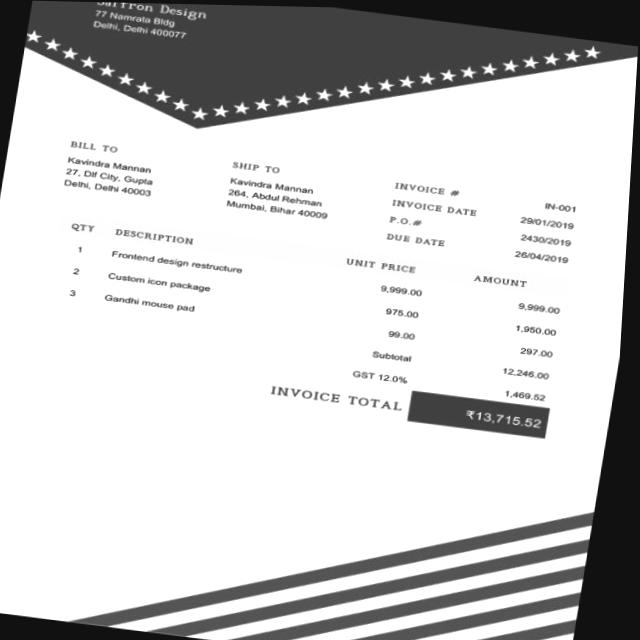 Saffron Design
77 Namrata Bldg
Delhi, Delhi 400077
BILL TO
Kavindra Mannan
27, Dlf City, Gupta
Delhi, Delhi 40003
SHIP TO
Kavindra Mannan
264, Abdul Rehman
Mumbai, Bihar 40009
INVOICE # IN-001
INVOICE DATE 29/01/2019
P.O.# 2430/2019
DUE DATE 26/04/2019
QTY DESCRIPTION UNIT PRICE AMOUNT
1 Frontend design restructure 9,999.00 9,999.00
2 Custom icon package 975.00 1,950.00
3 Gandhi mouse pad 99.00 297.00
Subtotal 12.246.00
GST 12.0% 1,469.52
INVOICE TOTAL ₹13,715.52